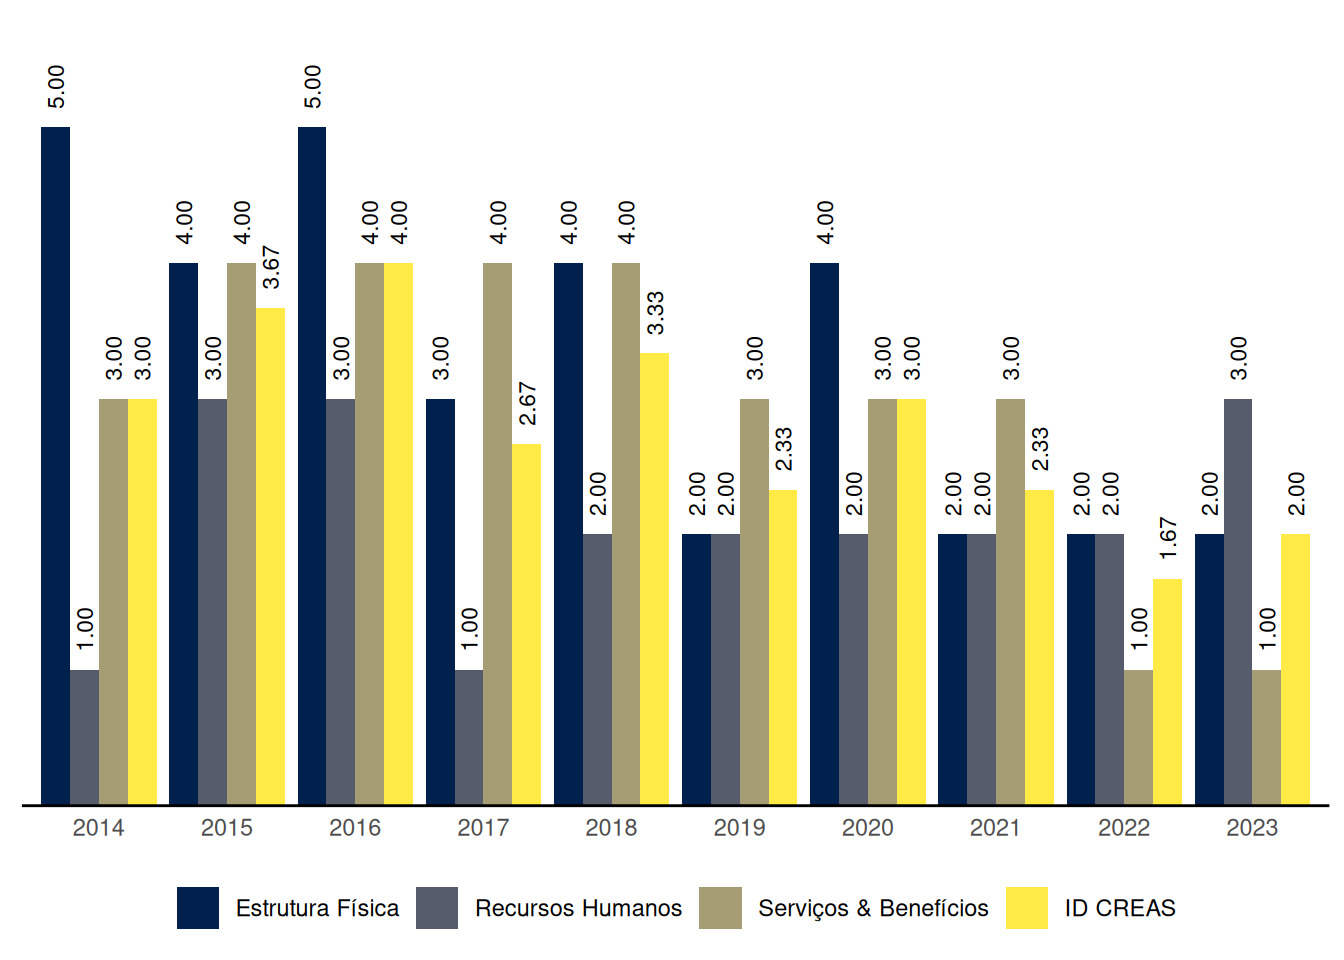 5.00 1.00 3.00 3.00
4.00 3.00 4.00 3.67
5.00 3.00 4.00 4.00
3.00 1.00 4.00 2.67
4.00 2.00 4.00 3.33
2.00 2.00 3.00 2.33
4.00 2.00 3.00 3.00
2.00 2.00 3.00 2.33
2.00 2.00 1.00 1.67
2.00 3.00 1.00 2.00
2014 2015 2016 2017 2018 2019 2020 2021 2022 2023
Estrutura Física Recursos Humanos Serviços & Benefícios ID CREAS